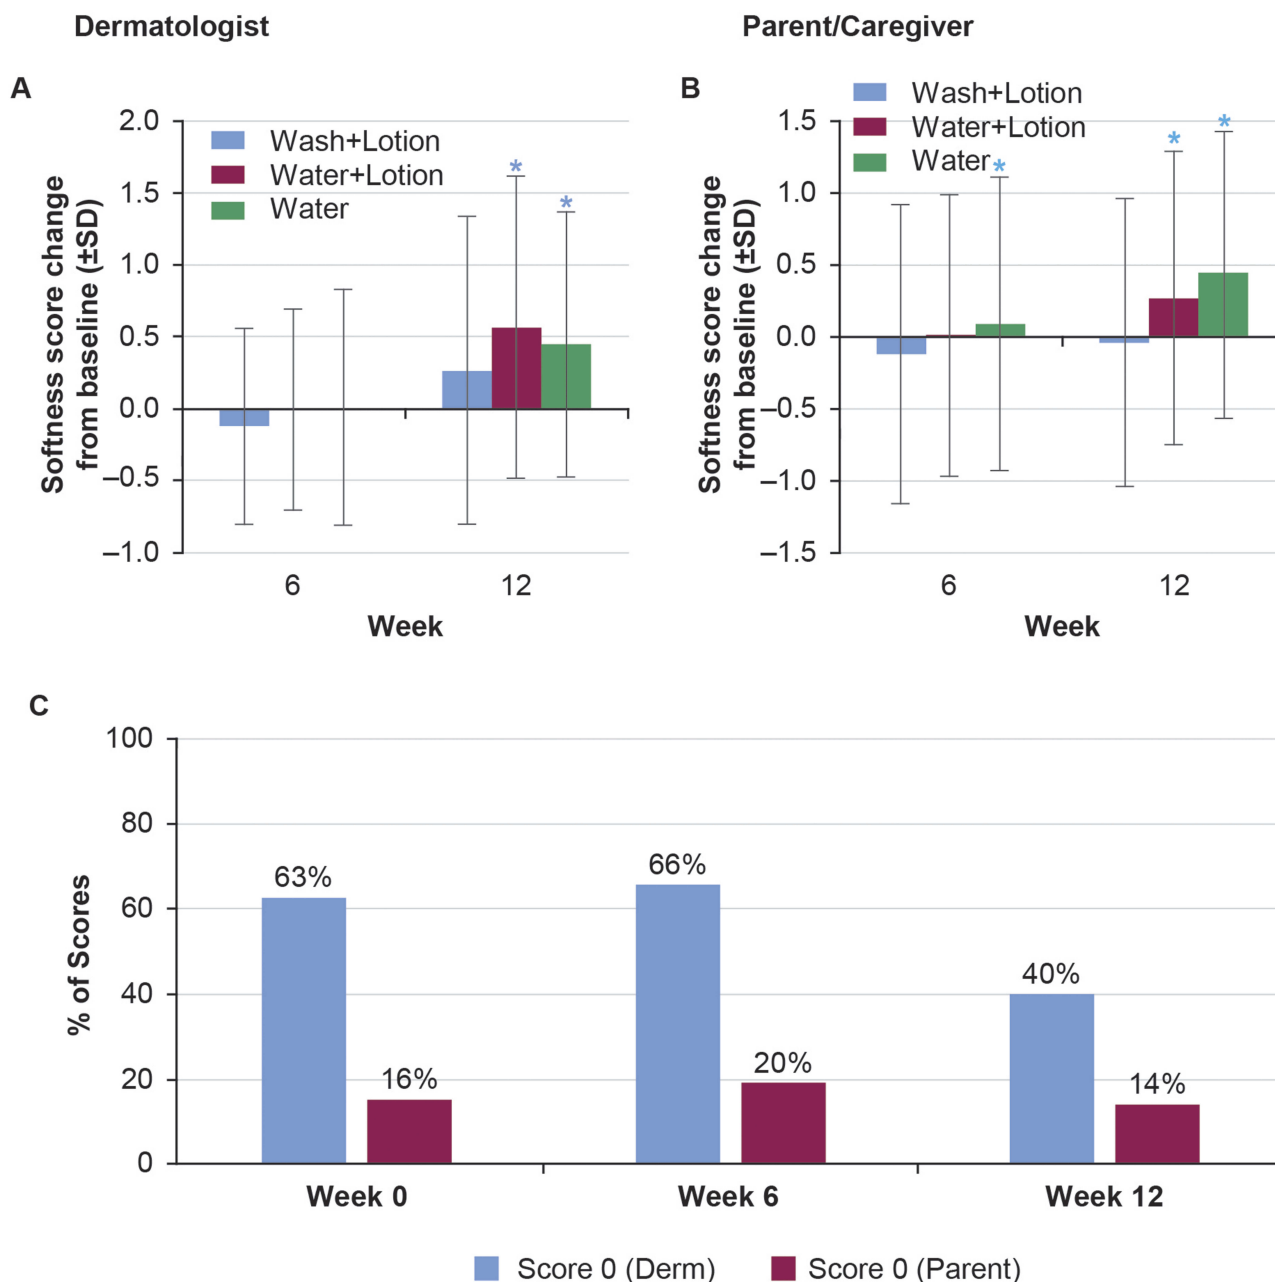 Dermatologist
Parent/Caregiver
A
Wash+Lotion
Water+Lotion
Water
Softness score change
from baseline (±SD)
2.0
1.5
1.0
0.5
0.0
–0.5
–1.0
*
*
6
12
Week
B
Wash+Lotion
Water+Lotion
Water
Softness score change
from baseline (±SD)
1.5
1.0
0.5
0.0
–0.5
–1.0
–1.5
*
*
*
6
12
Week
C
% of Scores
100
80
60
40
20
0
63%
16%
66%
20%
40%
14%
Week 0
Week 6
Week 12
Score 0 (Derm)
Score 0 (Parent)